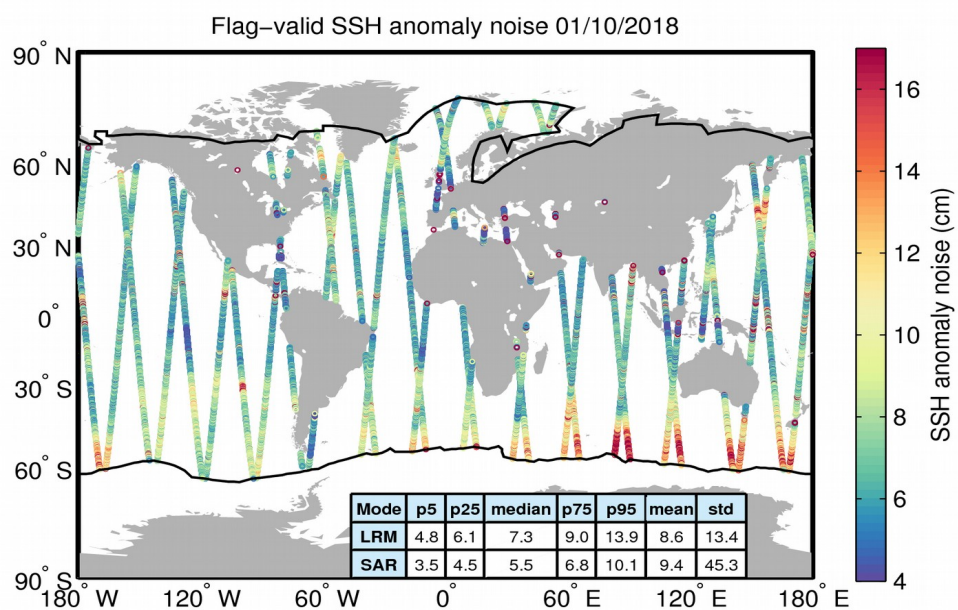 Flag−valid SSH anomaly noise 01/10/2018
90° N
60° N
30° N
0°
30° S
60° S
90° S
180° W
120° W
60° W
0°
60° E
120° E
180° E
16
14
12
10
8
6
4
SSH anomaly noise (cm)
Mode p5 p25 median p75 p95 mean std
LRM 4.8 6.1 7.3 9.0 13.9 8.6 13.4
SAR 3.5 4.5 5.5 6.8 10.1 9.4 45.3